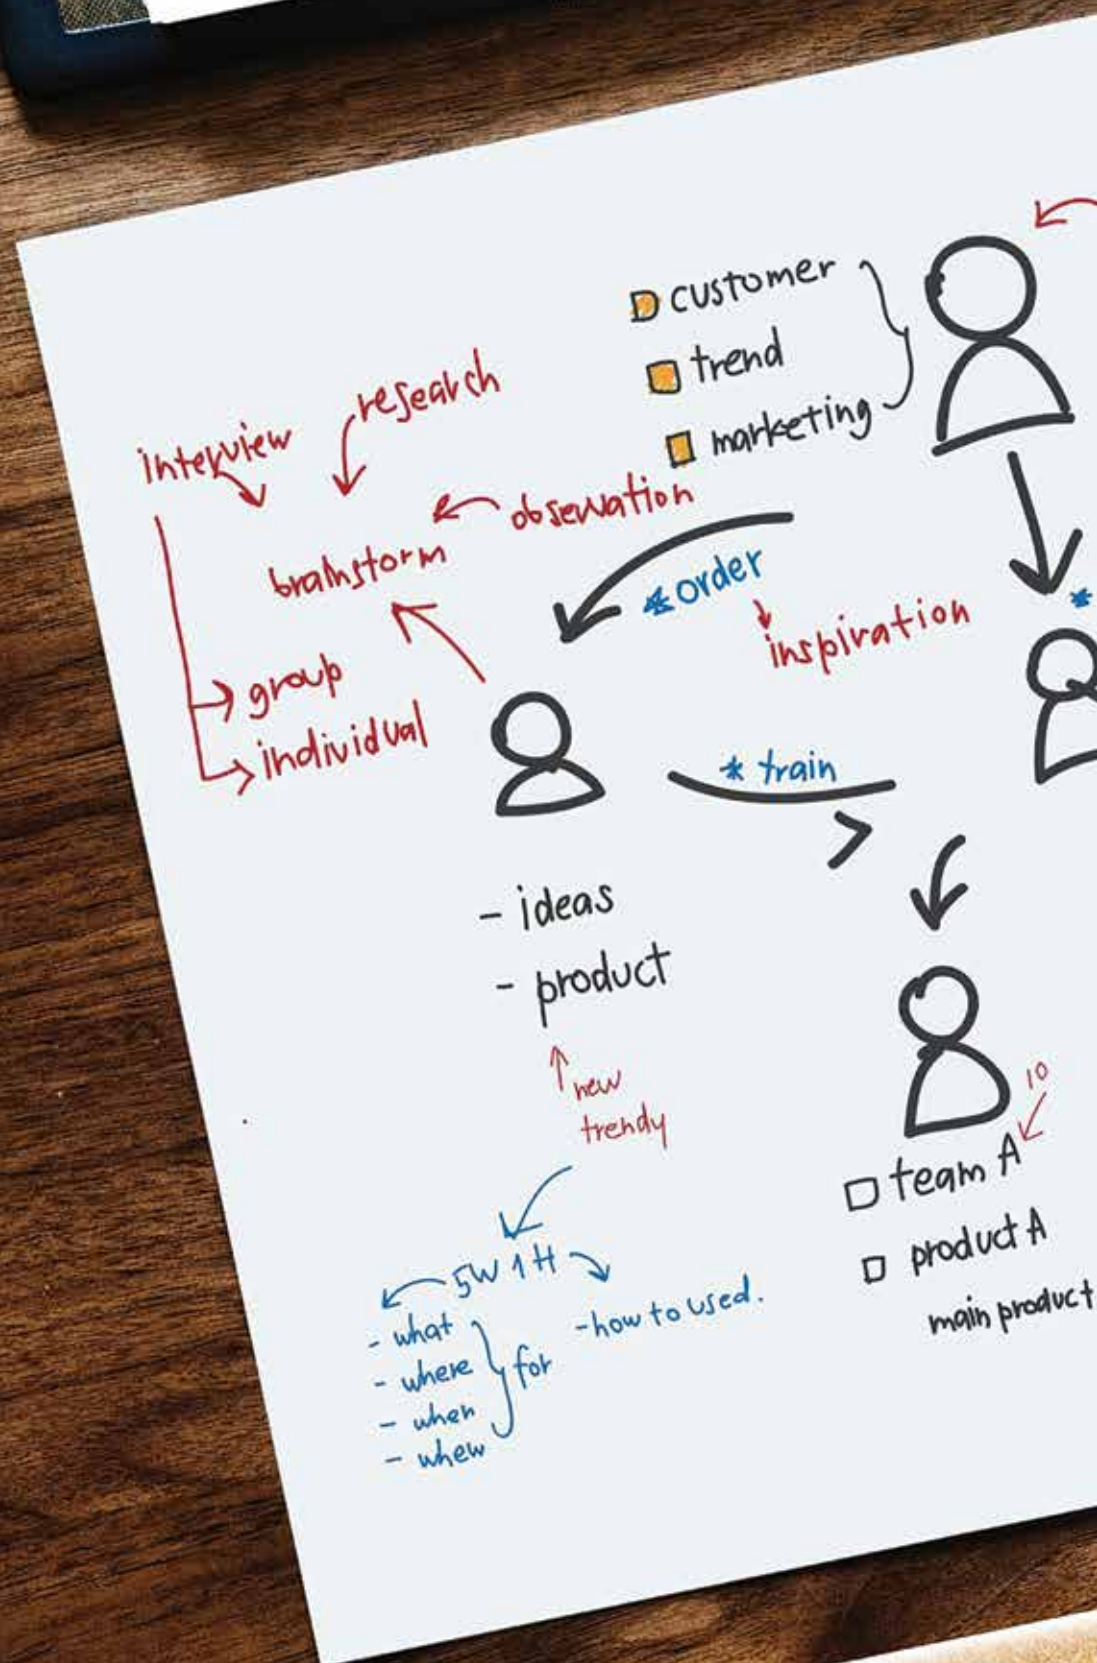 customer
trend
marketing
research
interview
obsewation
brainstorm
* order
inspiration
group
individual
* train
*
- ideas
- product
new
trendy
10
team A
product A
main product
5W 1H
- what
- where
- when
- whew
for
- how to used.